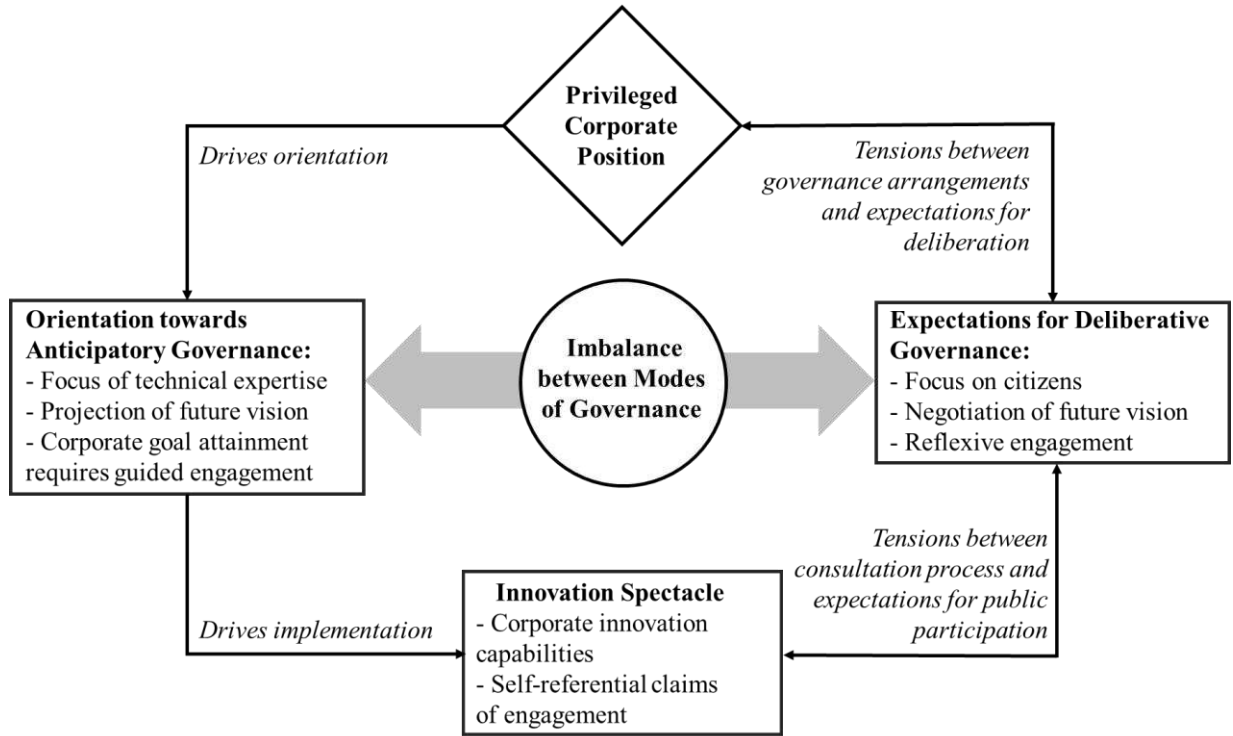 Privileged
Corporate
Position
Drives orientation
Tensions between
governance arrangements
and expectations for
deliberation
Orientation towards
Anticipatory Governance:
- Focus of technical expertise
- Projection of future vision
- Corporate goal attainment
requires guided engagement
Imbalance
between Modes
of Governance
Expectations for Deliberative
Governance:
- Focus on citizens
- Negotiation of future vision
- Reflexive engagement
Drives implementation
Innovation Spectacle
- Corporate innovation
capabilities
- Self-referential claims
of engagement
Tensions between
consultation process and
expectations for public
participation